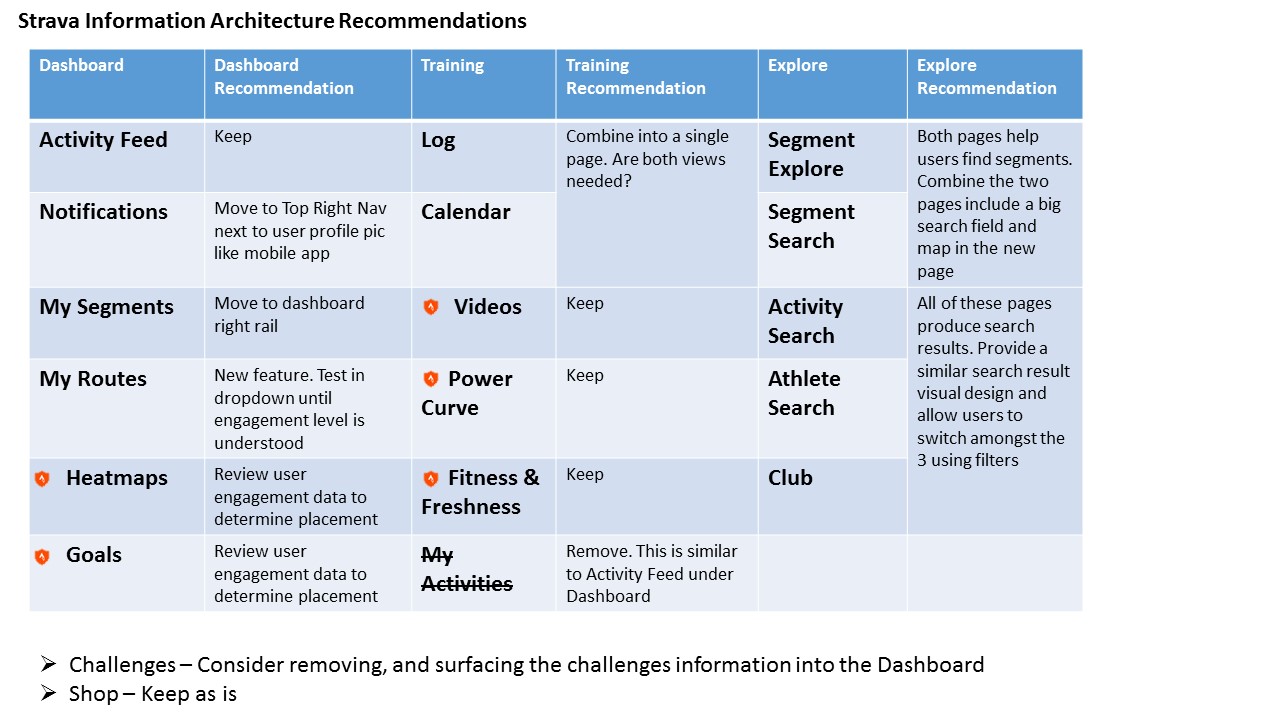 Strava Information Architecture Recommendations
Dashboard
Dashboard
Recommendation
Training
Training
Recommendation
Explore
Explore
Recommendation
Activity Feed
Keep
Log
Combine into a single
page. Are both views
needed?
Segment
Explore
Both pages help
users find segments.
Combine the two
pages include a big
search field and
map in the new
page
Notifications
Move to Top Right Nav
next to user profile pic
like mobile app
Calendar
Segment
Search
My Segments
Move to dashboard
right rail
Videos
Keep
Activity
Search
All of these pages
produce search
results. Provide a
similar search result
visual design and
allow users to
switch amongst the
3 using filters
My Routes
New feature. Test in
dropdown until
engagement level is
understood
Power
Curve
Keep
Athlete
Search
Heatmaps
Review user
engagement data to
determine placement
Fitness &
Freshness
Keep
Club
Goals
Review user
engagement data to
determine placement
My
Activities
Remove. This is similar
to Activity Feed under
Dashboard
➢ Challenges – Consider removing, and surfacing the challenges information into the Dashboard
➢ Shop – Keep as is